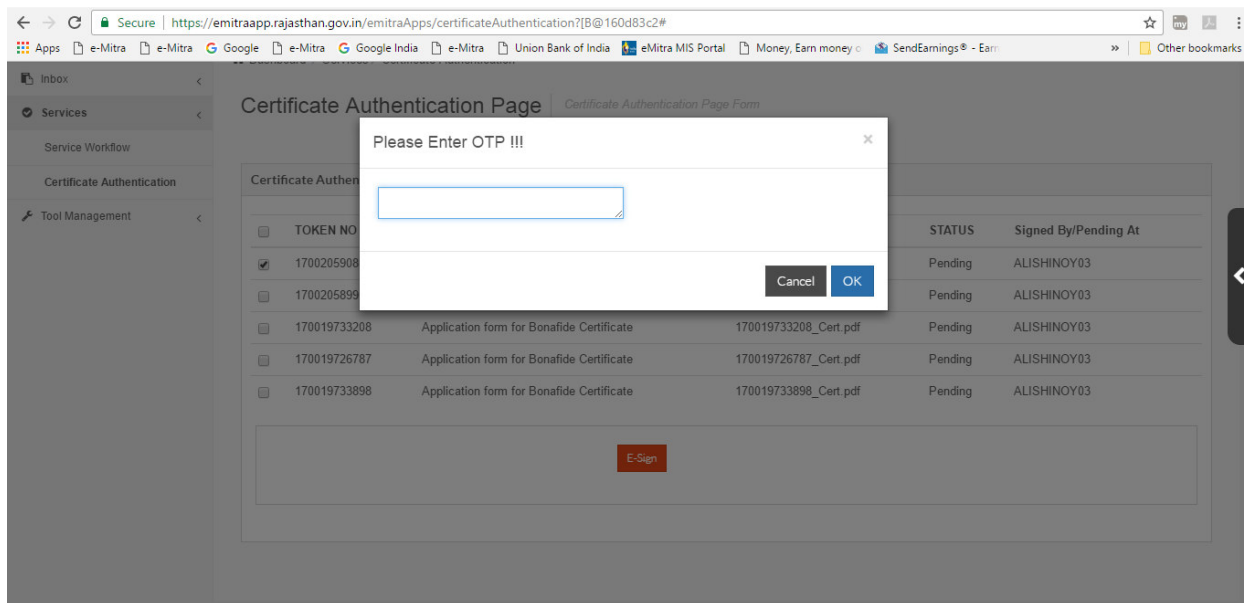 Secure | https://emitraapp.rajasthan.gov.in/emitraApps/certificateAuthentication?[B@160d83c2#
Apps e-Mitra e-Mitra Google e-Mitra Google India e-Mitra Union Bank of India eMitra MIS Portal Money, Earn money o SendEarnings® - Earn » Other bookmarks
Inbox
Services
Service Workflow
Certificate Authentication
Tool Management
Certificate Authentication Page Certificate Authentication Page Form
Please Enter OTP !!! ×
Cancel OK
Certificate Authen
TOKEN NO STATUS Signed By/Pending At
1700205908 Pending ALISHINOY03
1700205899 Pending ALISHINOY03
170019733208 Application form for Bonafide Certificate 170019733208_Cert.pdf Pending ALISHINOY03
170019726787 Application form for Bonafide Certificate 170019726787_Cert.pdf Pending ALISHINOY03
170019733898 Application form for Bonafide Certificate 170019733898_Cert.pdf Pending ALISHINOY03
E-Sign